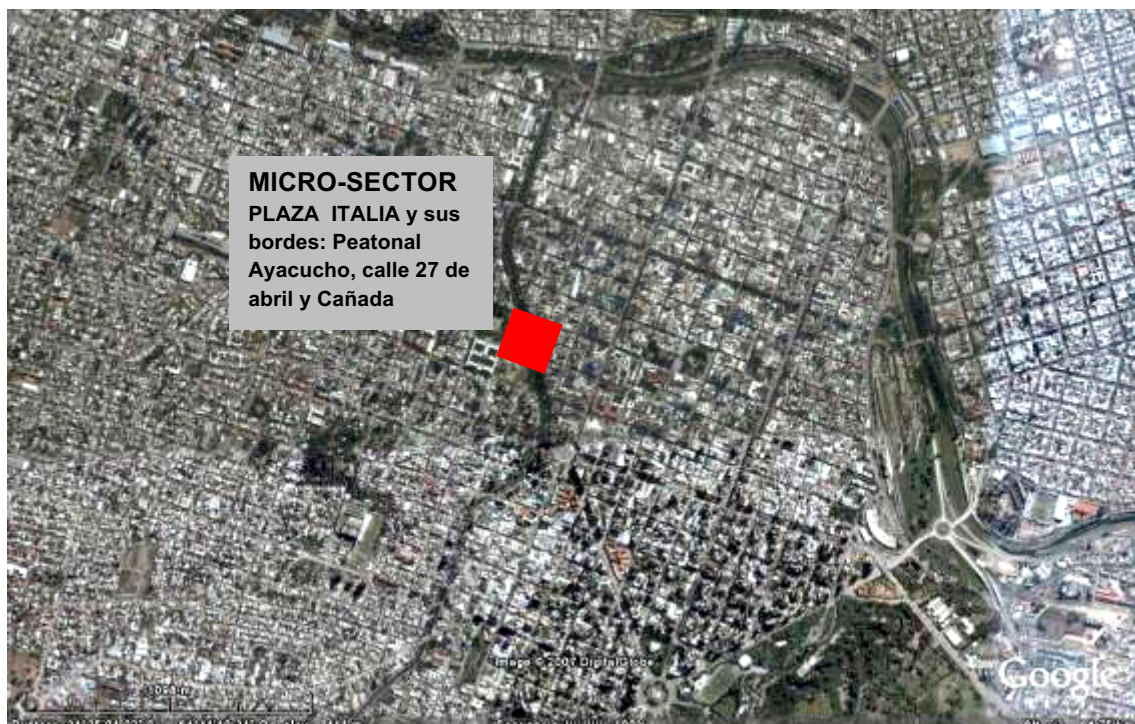 MICRO-SECTOR
PLAZA ITALIA y sus
bordes: Peatonal
Ayacucho, calle 27 de
abril y Cañada
Image © 2007 DigitalGlobe
Google